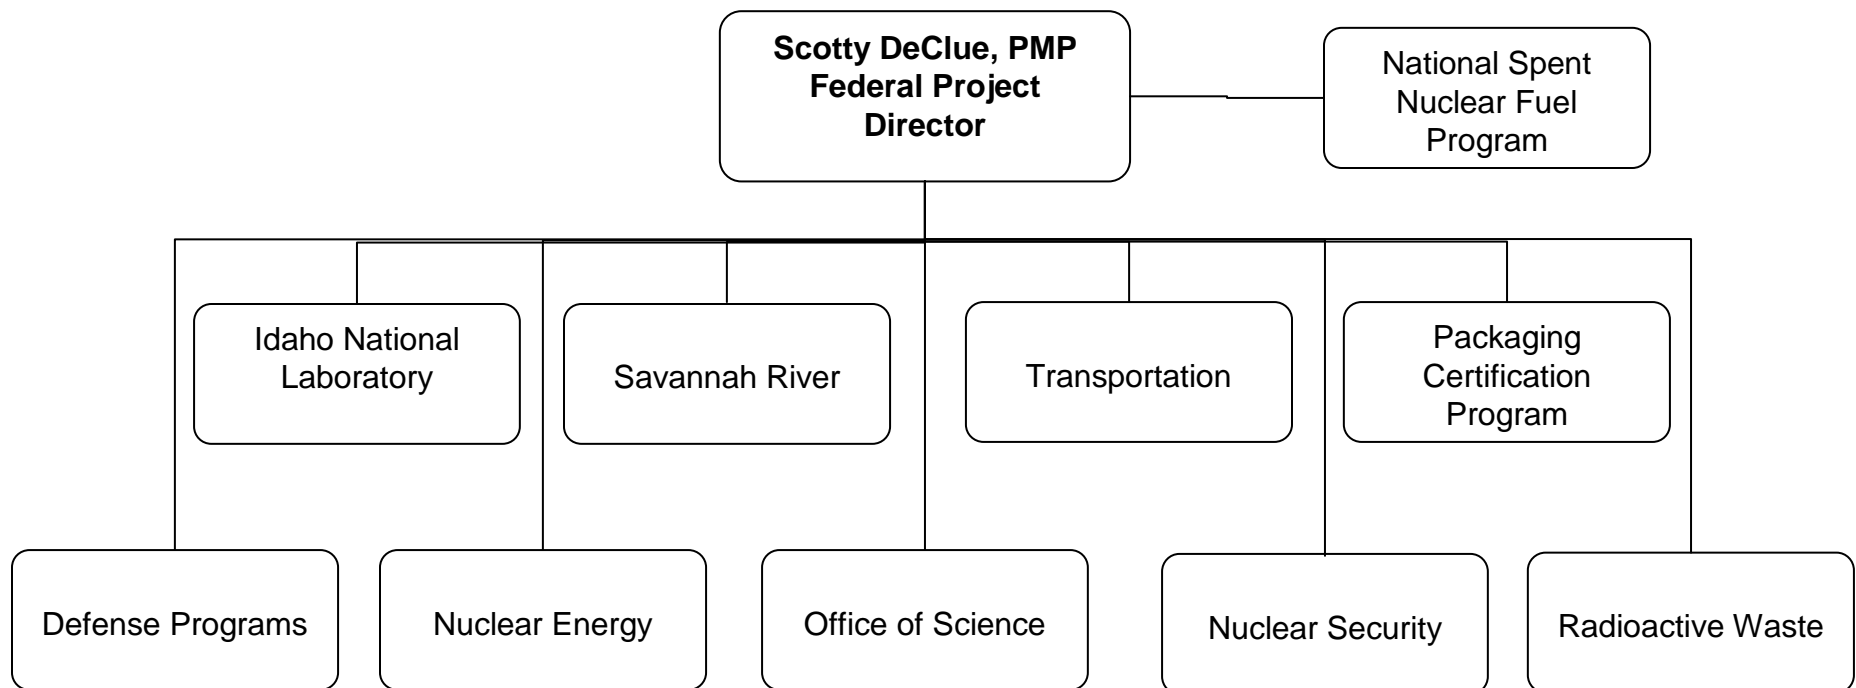 Scotty DeClue, PMP
Federal Project
Director
National Spent
Nuclear Fuel
Program
Idaho National
Laboratory
Savannah River
Transportation
Packaging
Certification
Program
Defense Programs
Nuclear Energy
Office of Science
Nuclear Security
Radioactive Waste